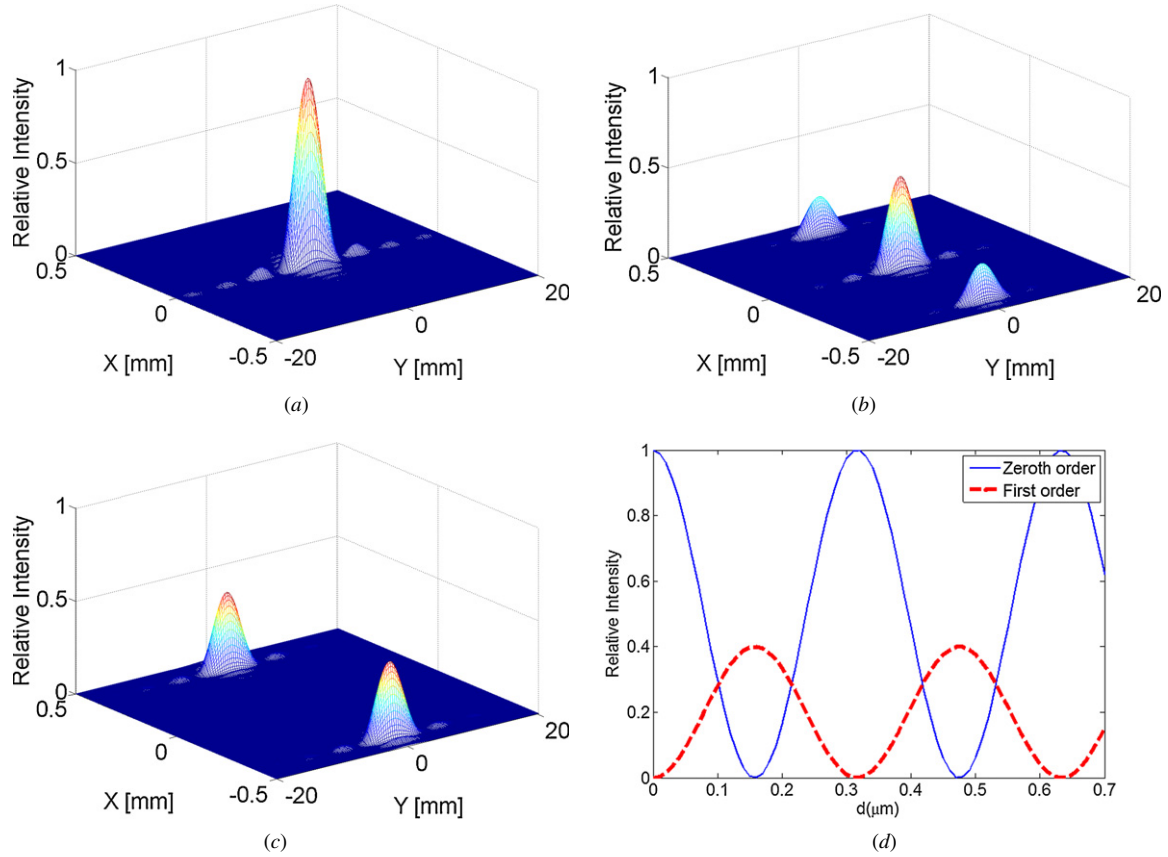 1
0.5
0
0.5
0
-0.5
-20
0
20
Relative Intensity
X [mm]
Y [mm]
(a)
1
0.5
0
0.5
0
-0.5
-20
0
20
Relative Intensity
X [mm]
Y [mm]
(b)
1
0.5
0
0.5
0
-0.5
-20
0
20
Relative Intensity
X [mm]
Y [mm]
(c)
1
0.8
0.6
0.4
0.2
0
Relative Intensity
Zeroth order
First order
0 0.1 0.2 0.3 0.4 0.5 0.6 0.7
d(μm)
(d)